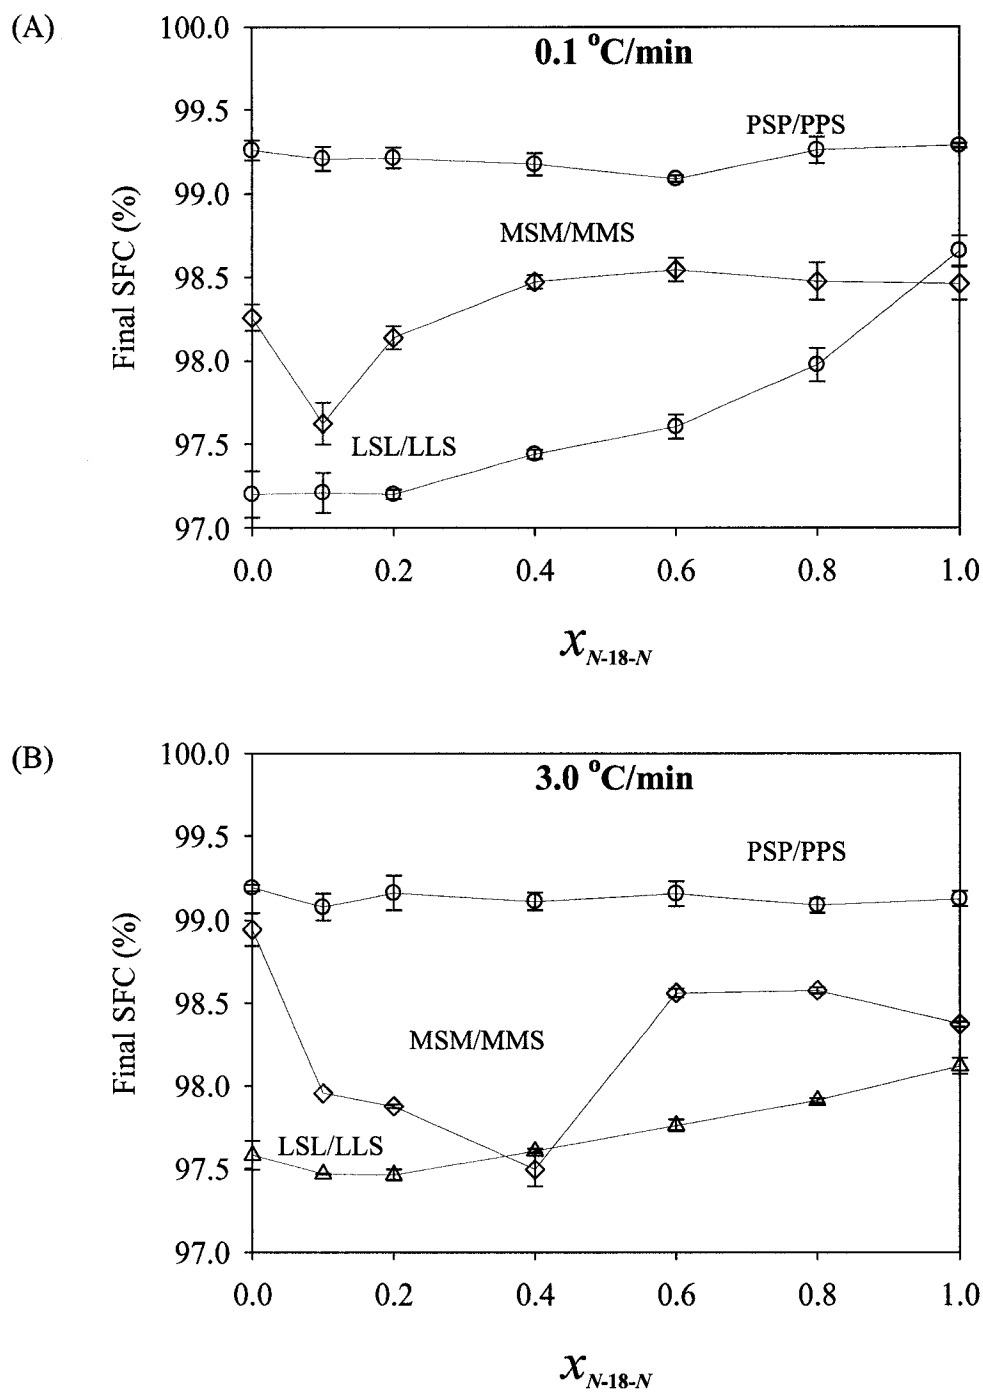 (A)
0.1 °C/min
100.0
99.5
99.0
98.5
98.0
97.5
97.0
Final SFC (%)
PSP/PPS
MSM/MMS
LSL/LLS
0.0 0.2 0.4 0.6 0.8 1.0
x N-18-N
(B)
3.0 °C/min
100.0
99.5
99.0
98.5
98.0
97.5
97.0
Final SFC (%)
PSP/PPS
MSM/MMS
LSL/LLS
0.0 0.2 0.4 0.6 0.8 1.0
x N-18-N